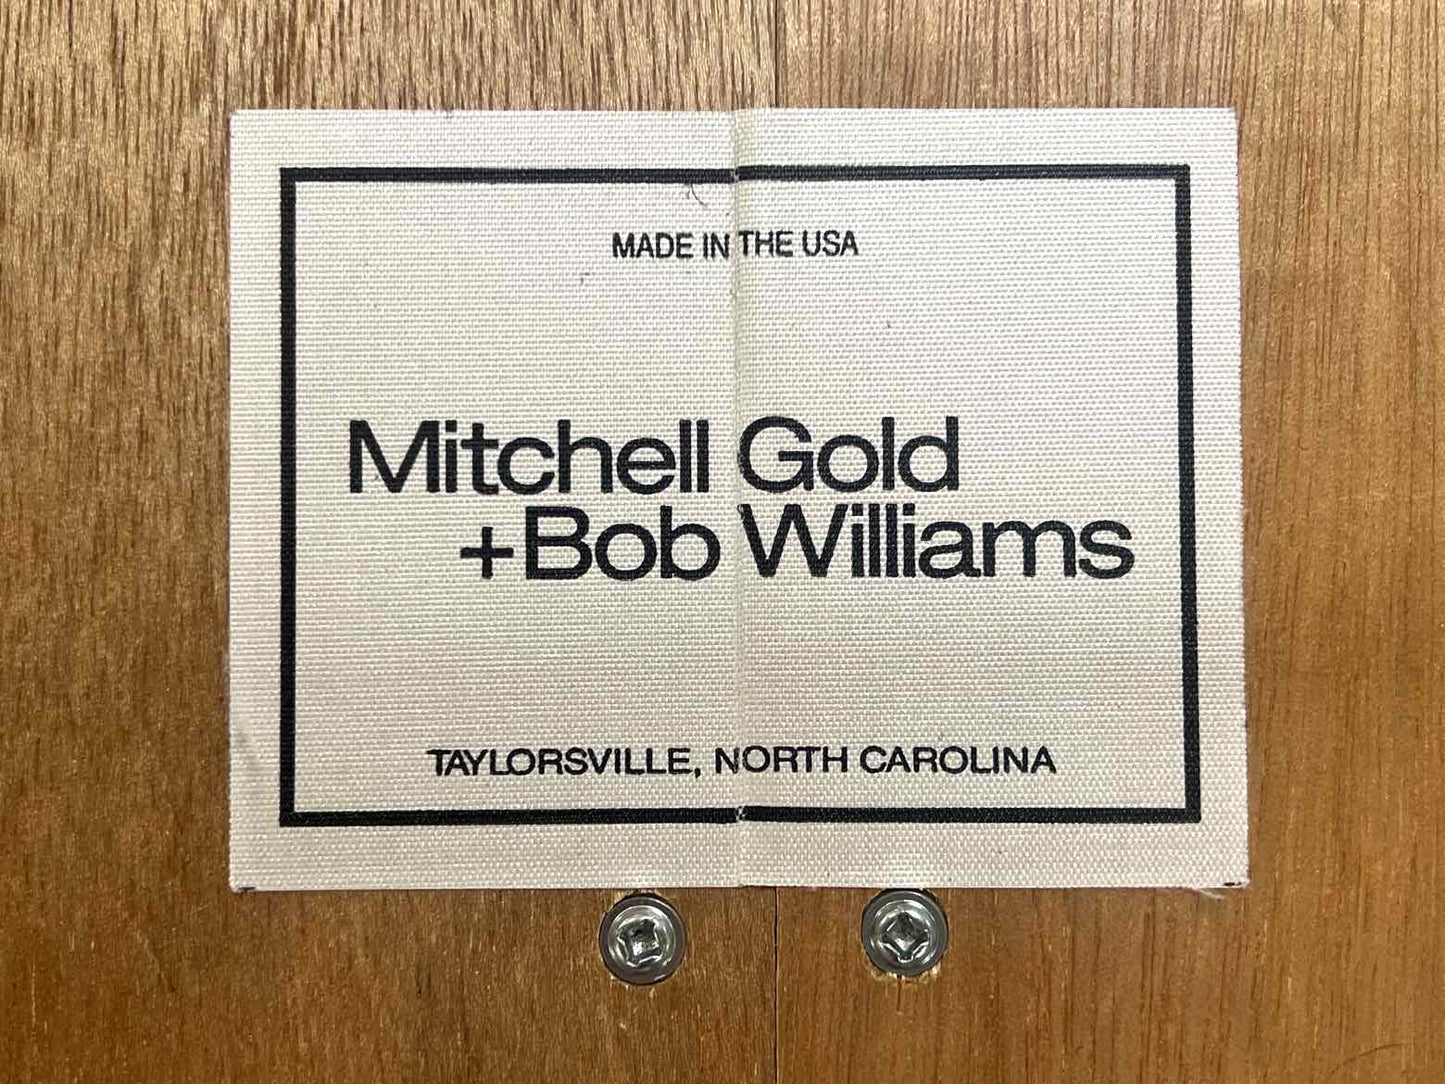 MADE IN THE USA
Mitchell Gold
+Bob Williams
TAYLORSVILLE, NORTH CAROLINA